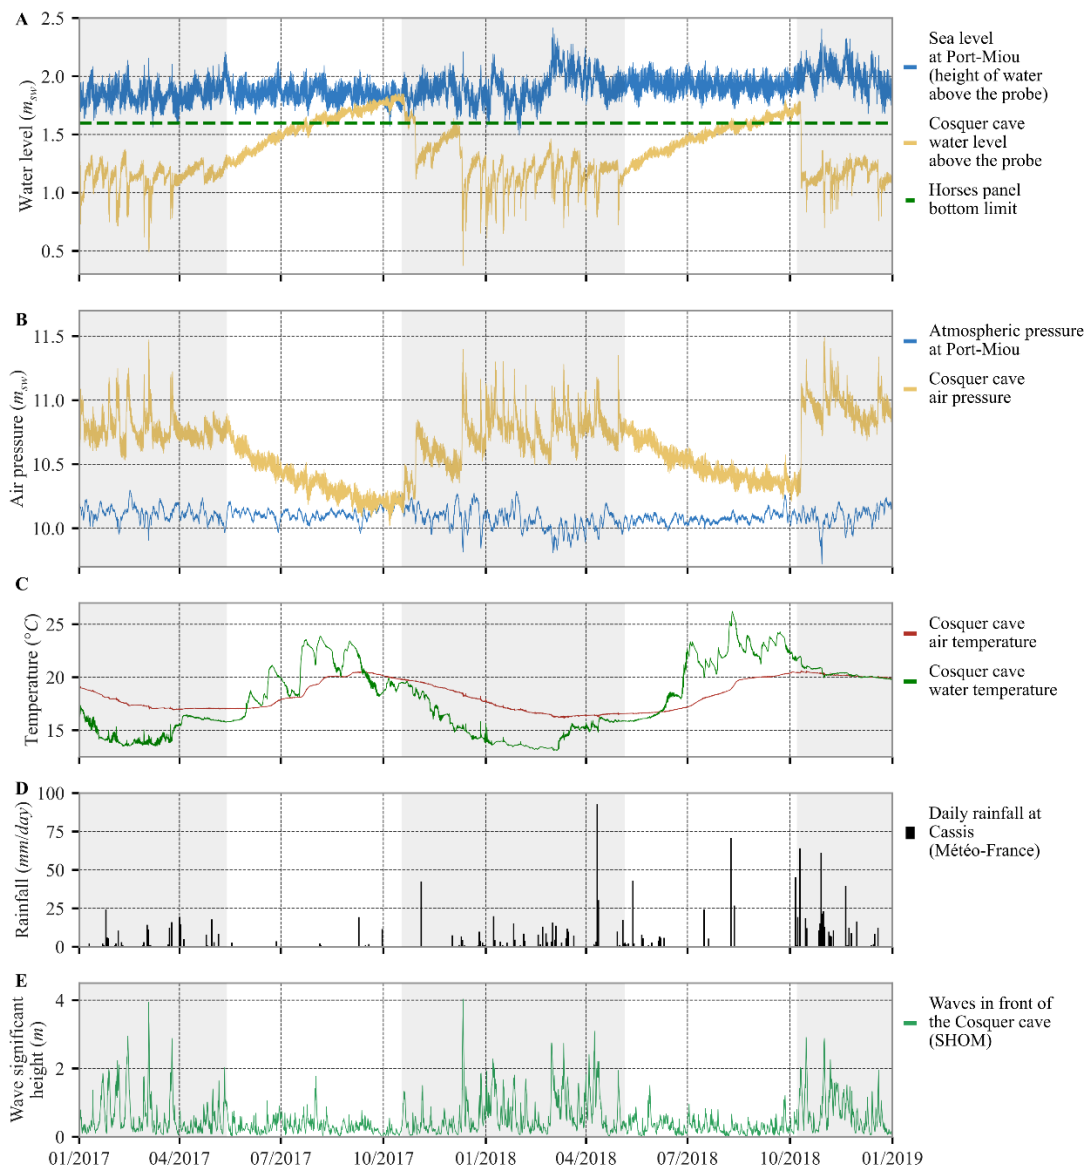 A
Water level (m_sw)
2.5
2.0
1.5
1.0
0.5
Sea level
at Port-Miou
(height of water
above the probe)
Cosquer cave
water level
above the probe
Horses panel
bottom limit
B
Air pressure (m_sw)
11.5
11.0
10.5
10.0
Atmospheric pressure
at Port-Miou
Cosquer cave
air pressure
C
Temperature (°C)
25
20
15
Cosquer cave
air temperature
Cosquer cave
water temperature
D
Rainfall (mm/day)
100
75
50
25
0
Daily rainfall at
Cassis
(Météo-France)
E
Wave significant
height (m)
4
2
0
Waves in front of
the Cosquer cave
(SHOM)
01/2017 04/2017 07/2017 10/2017 01/2018 04/2018 07/2018 10/2018 01/2019